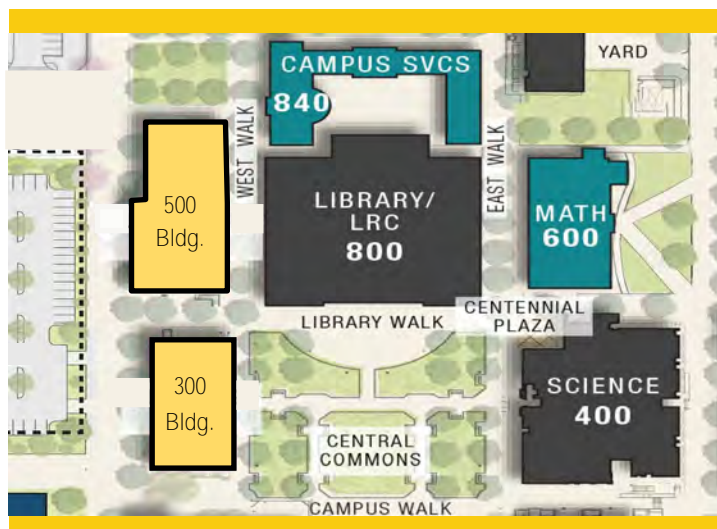 YARD
CAMPUS SVCS
840
WEST WALK
EAST WALK
500
Bldg.
LIBRARY/
LRC
800
MATH
600
CENTENNIAL
PLAZA
LIBRARY WALK
300
Bldg.
SCIENCE
400
CENTRAL
COMMONS
CAMPUS WALK